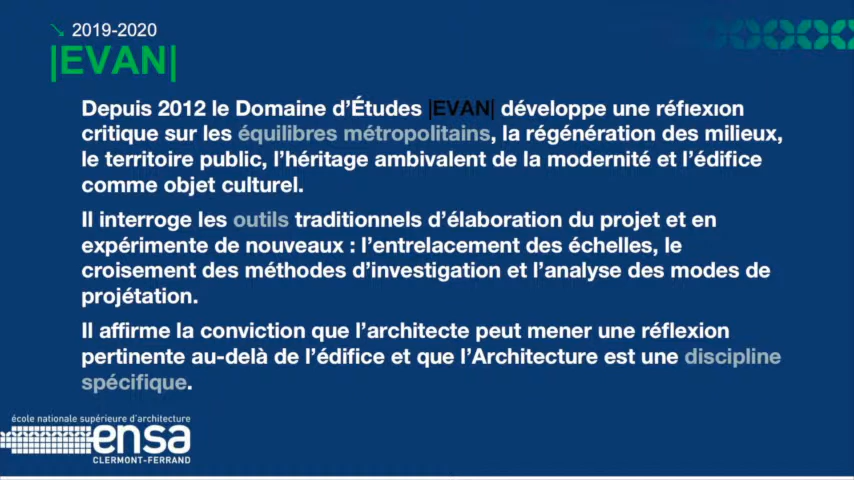 ↘ 2019-2020
|EVAN|
Depuis 2012 le Domaine d’Études |EVAN| développe une réflexion
critique sur les équilibres métropolitains, la régénération des milieux,
le territoire public, l’héritage ambivalent de la modernité et l’édifice
comme objet culturel.
Il interroge les outils traditionnels d’élaboration du projet et en
expérimente de nouveaux : l’entrelacement des échelles, le
croisement des méthodes d’investigation et l’analyse des modes de
projétation.
Il affirme la conviction que l’architecte peut mener une réflexion
pertinente au-delà de l’édifice et que l’Architecture est une discipline
spécifique.
école nationale supérieure d’architecture
ensa
CLERMONT-FERRAND